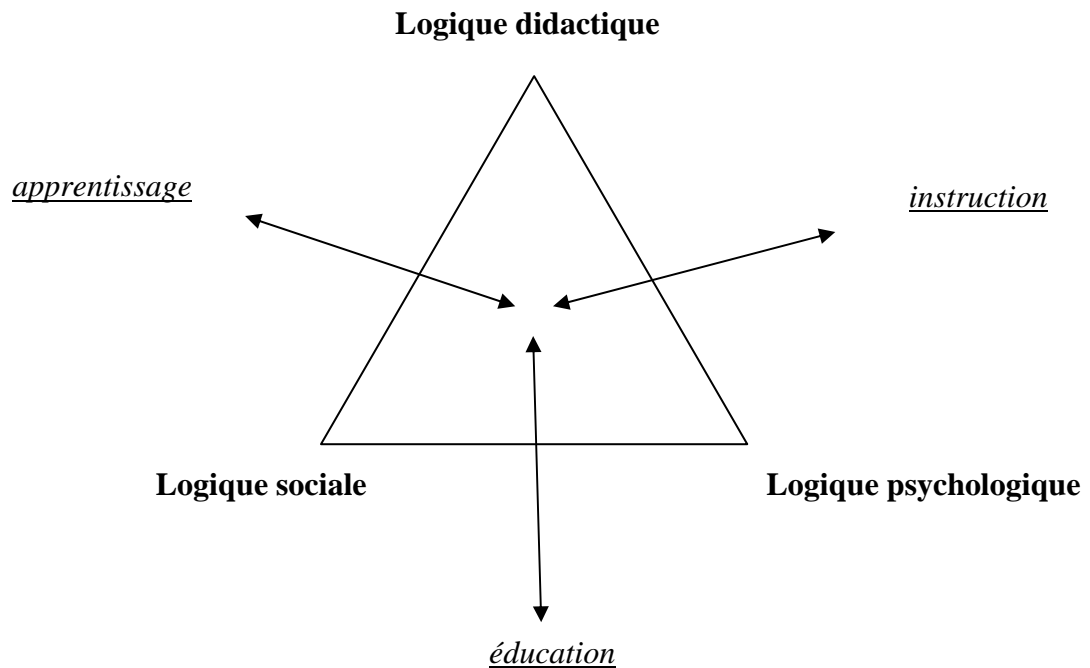 Logique didactique
apprentissage
instruction
Logique sociale
Logique psychologique
éducation